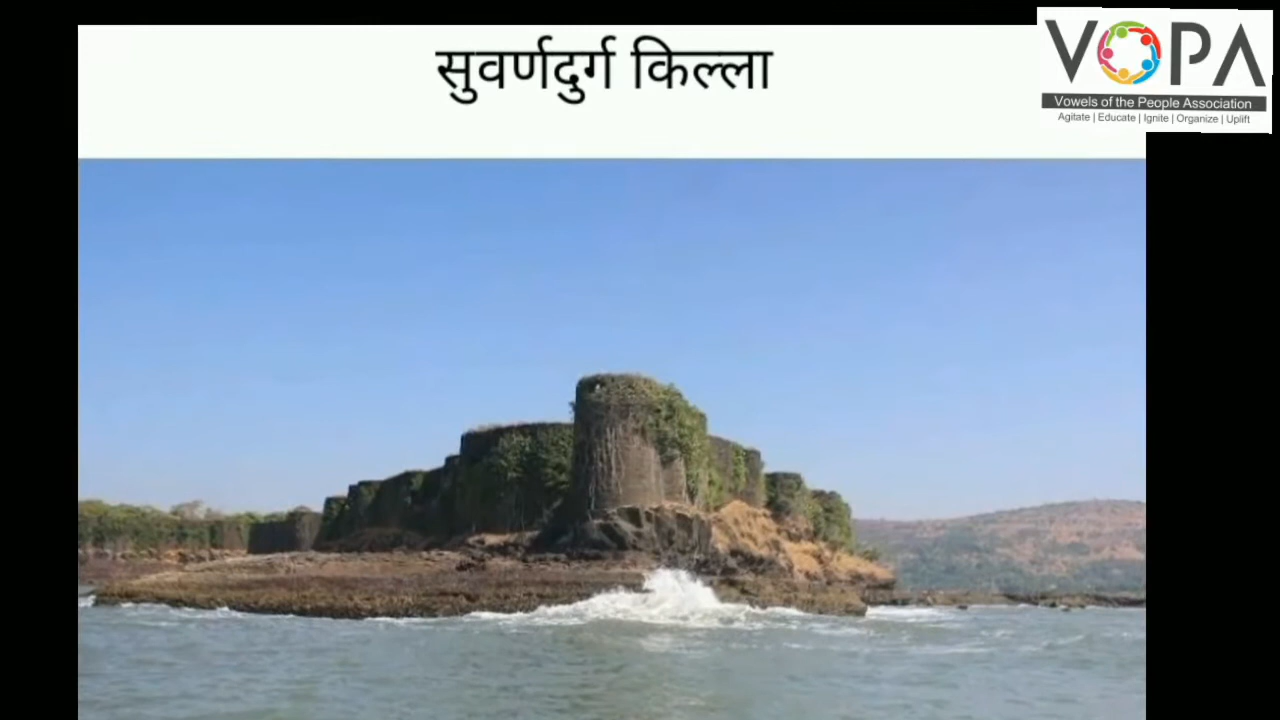 सुवर्णदुर्ग किल्ला
VOPA
Vowels of the People Association
Agitate | Educate | Ignite | Organize | Uplift